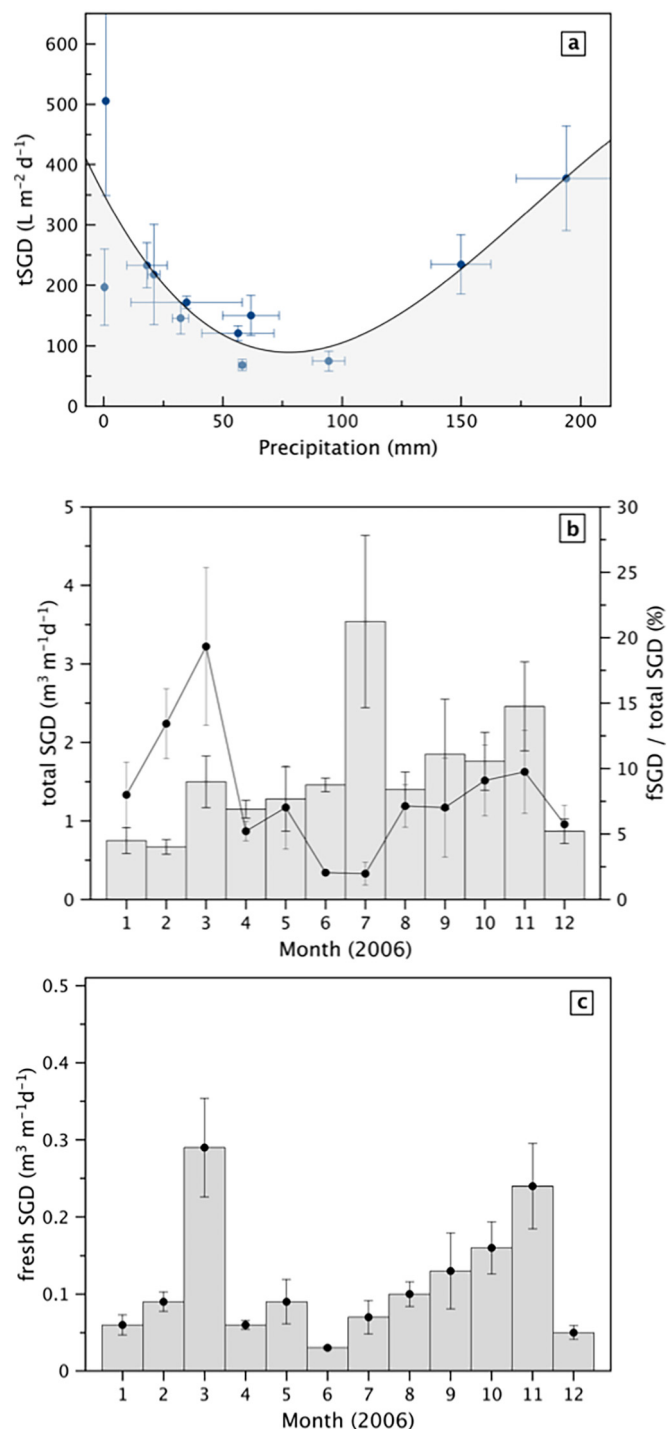 a
600
500
400
300
200
100
0
tSGD (L m⁻² d⁻¹)
0 50 100 150 200
Precipitation (mm)
b
5
4
3
2
1
0
total SGD (m³ m⁻¹d⁻¹)
30
25
20
15
10
5
0
fSGD / total SGD (%)
1 2 3 4 5 6 7 8 9 10 11 12
Month (2006)
c
0.5
0.4
0.3
0.2
0.1
0
fresh SGD (m³ m⁻¹d⁻¹)
1 2 3 4 5 6 7 8 9 10 11 12
Month (2006)